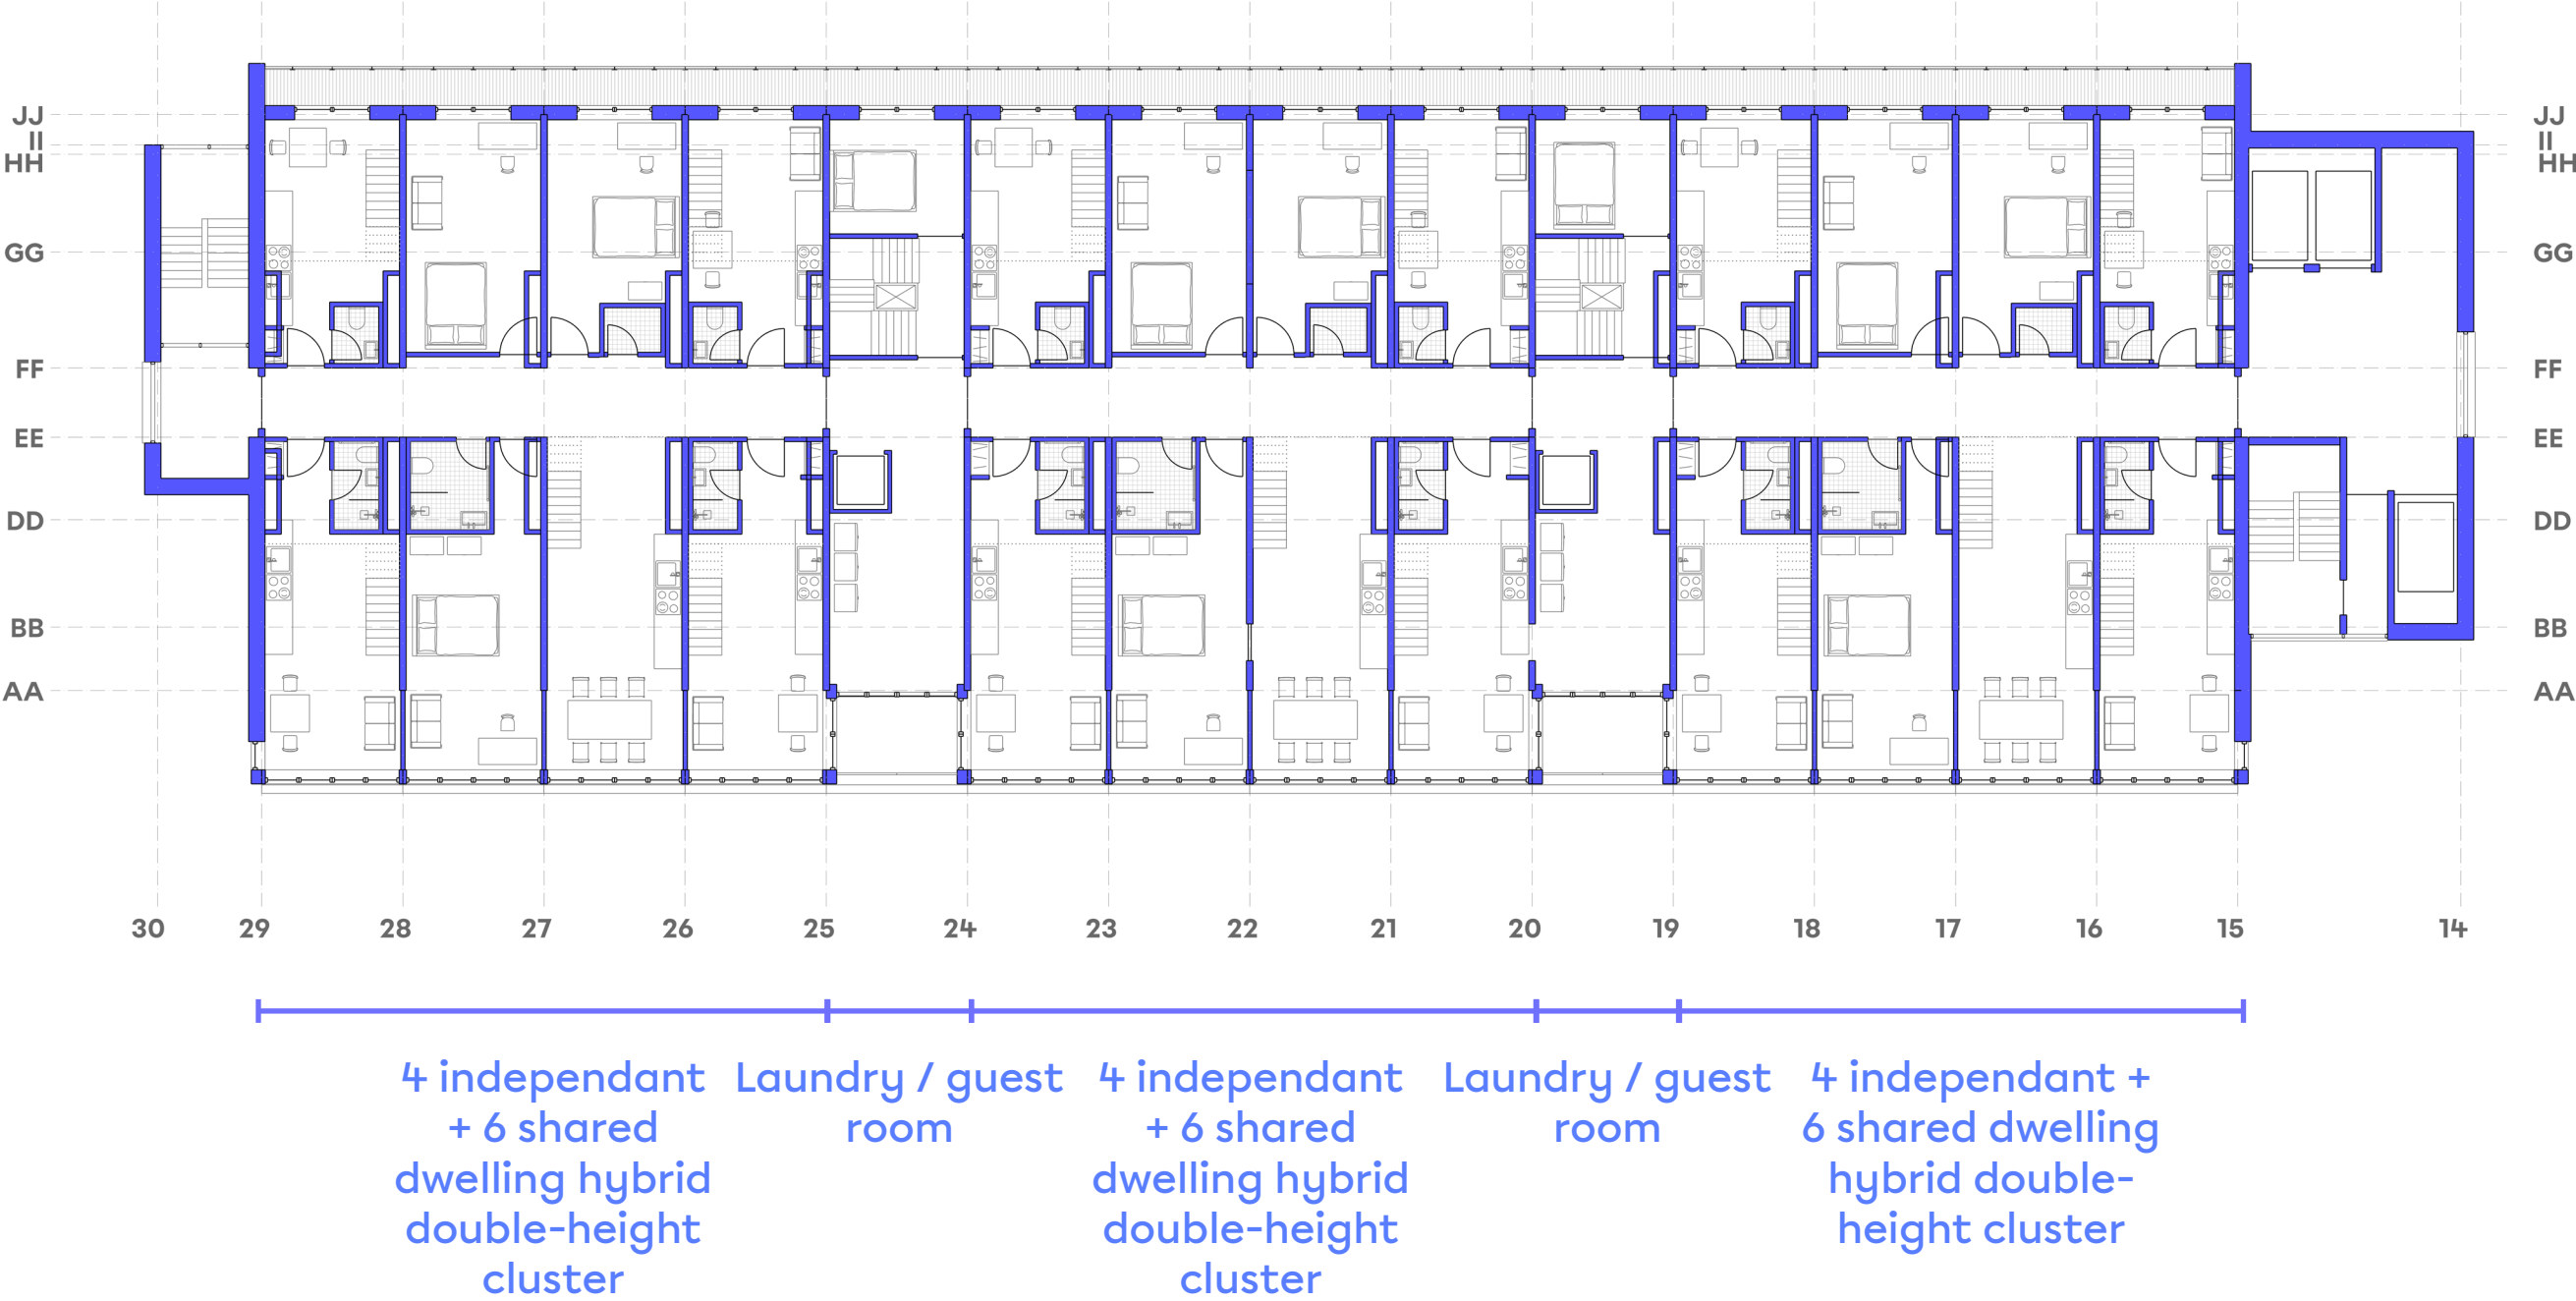 JJ
II
HH
GG
FF
EE
DD
BB
AA
JJ
II
HH
GG
FF
EE
DD
BB
AA
30 29 28 27 26 25 24 23 22 21 20 19 18 17 16 15 14
4 independant
+ 6 shared
dwelling hybrid
double-height
cluster
Laundry / guest
room
4 independant
+ 6 shared
dwelling hybrid
double-height
cluster
Laundry / guest
room
4 independant +
6 shared dwelling
hybrid double-
height cluster